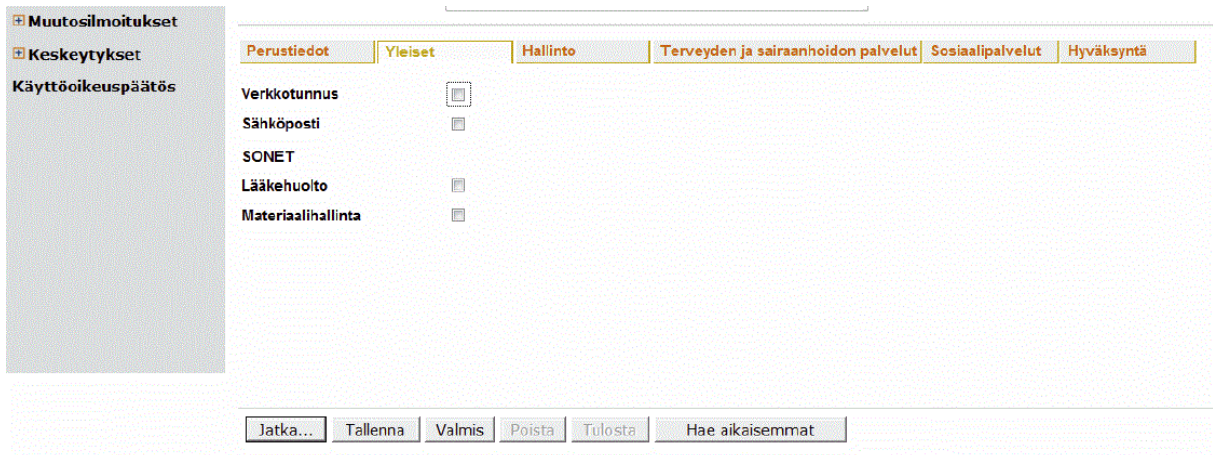 Muutosilmoitukset
Keskeytykset
Käyttöoikeuspäätös
Perustiedot Yleiset Hallinto Terveyden ja sairaanhoidon palvelut Sosiaalipalvelut Hyväksyntä
Verkkotunnus
Sähköposti
SONET
Lääkehuolto
Materiaalihallinta
Jatka... Tallenna Valmis Poista Tulosta Hae aikaisemmat